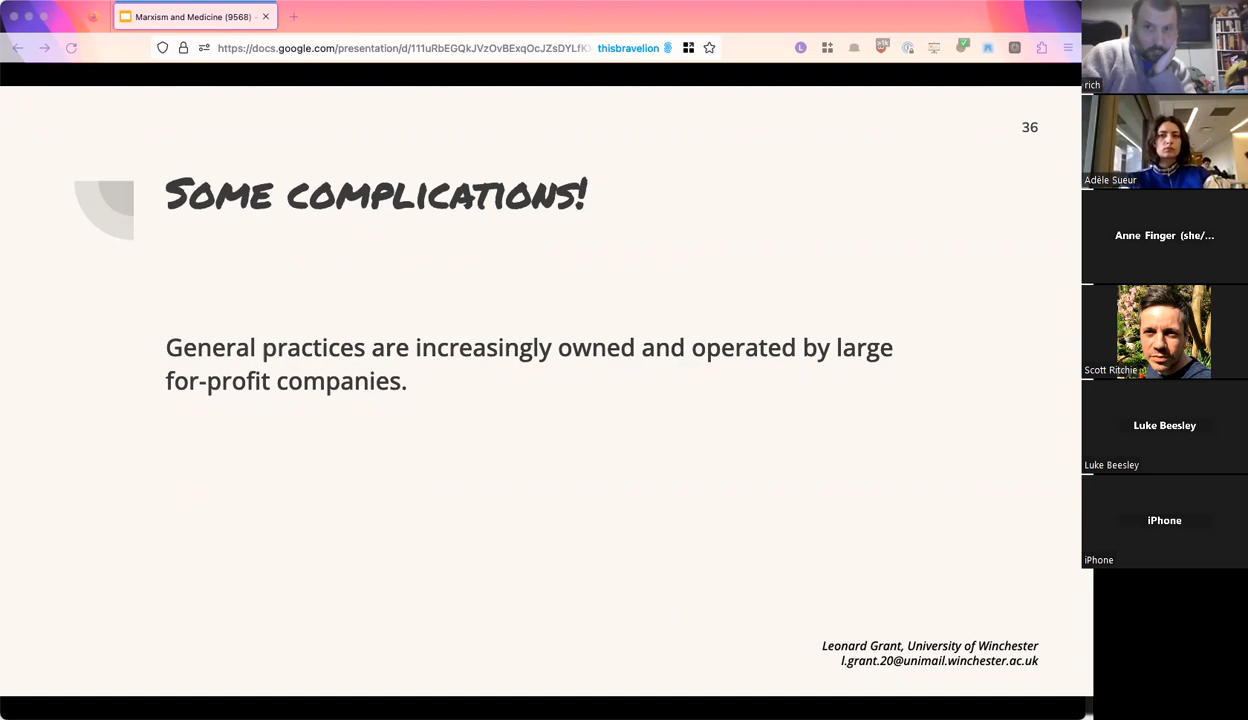 Marxism and Medicine (9568) -
https://docs.google.com/presentation/d/111uRbEGQkJVzOvBExqOcJZsDYLfK
thisbravelion
36
SOME COMPLICATIONS!
General practices are increasingly owned and operated by large
for-profit companies.
Leonard Grant, University of Winchester
l.grant.20@unimail.winchester.ac.uk
rich
Adèle Sueur
Anne Finger (she/...
Scott Ritchie
Luke Beesley
Luke Beesley
iPhone
iPhone